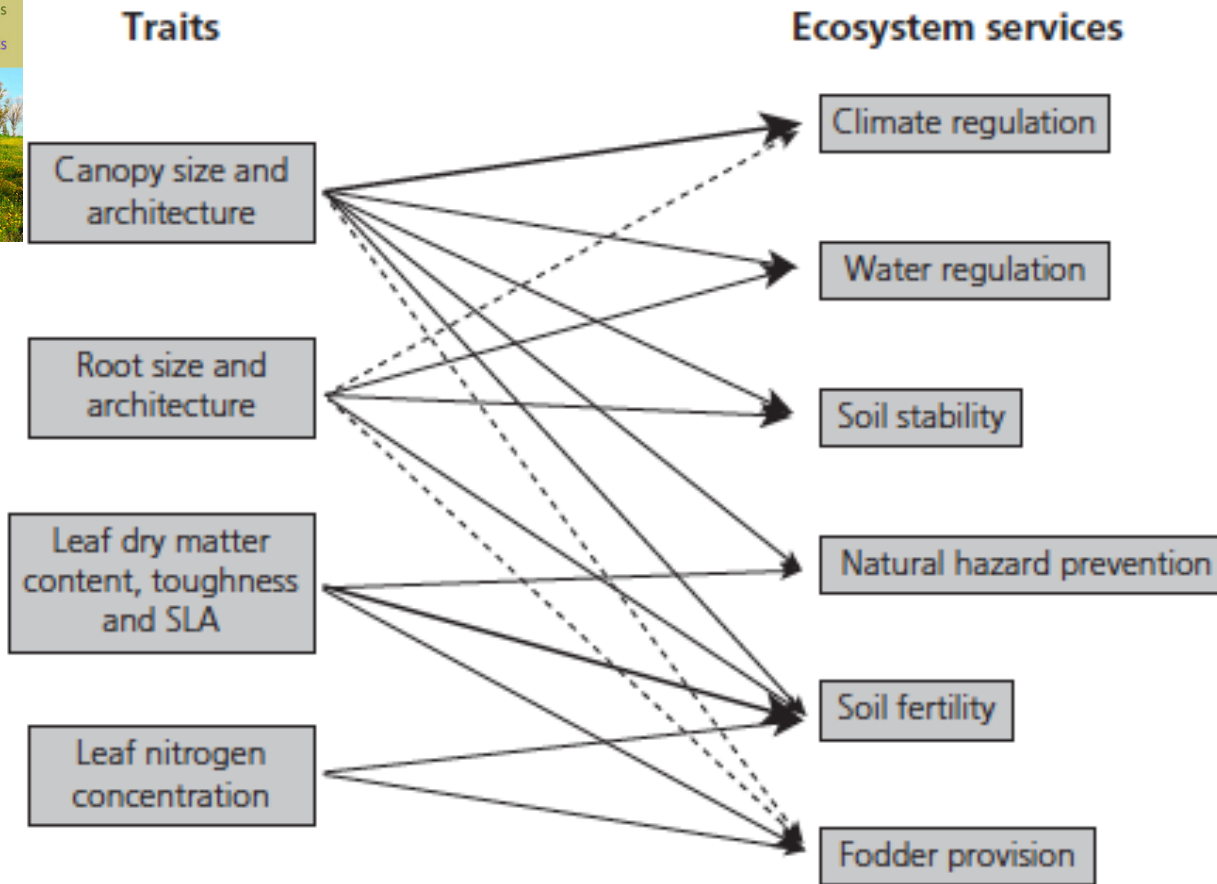 Traits
Ecosystem services
Canopy size and
architecture
Root size and
architecture
Leaf dry matter
content, toughness
and SLA
Leaf nitrogen
concentration
Climate regulation
Water regulation
Soil stability
Natural hazard prevention
Soil fertility
Fodder provision